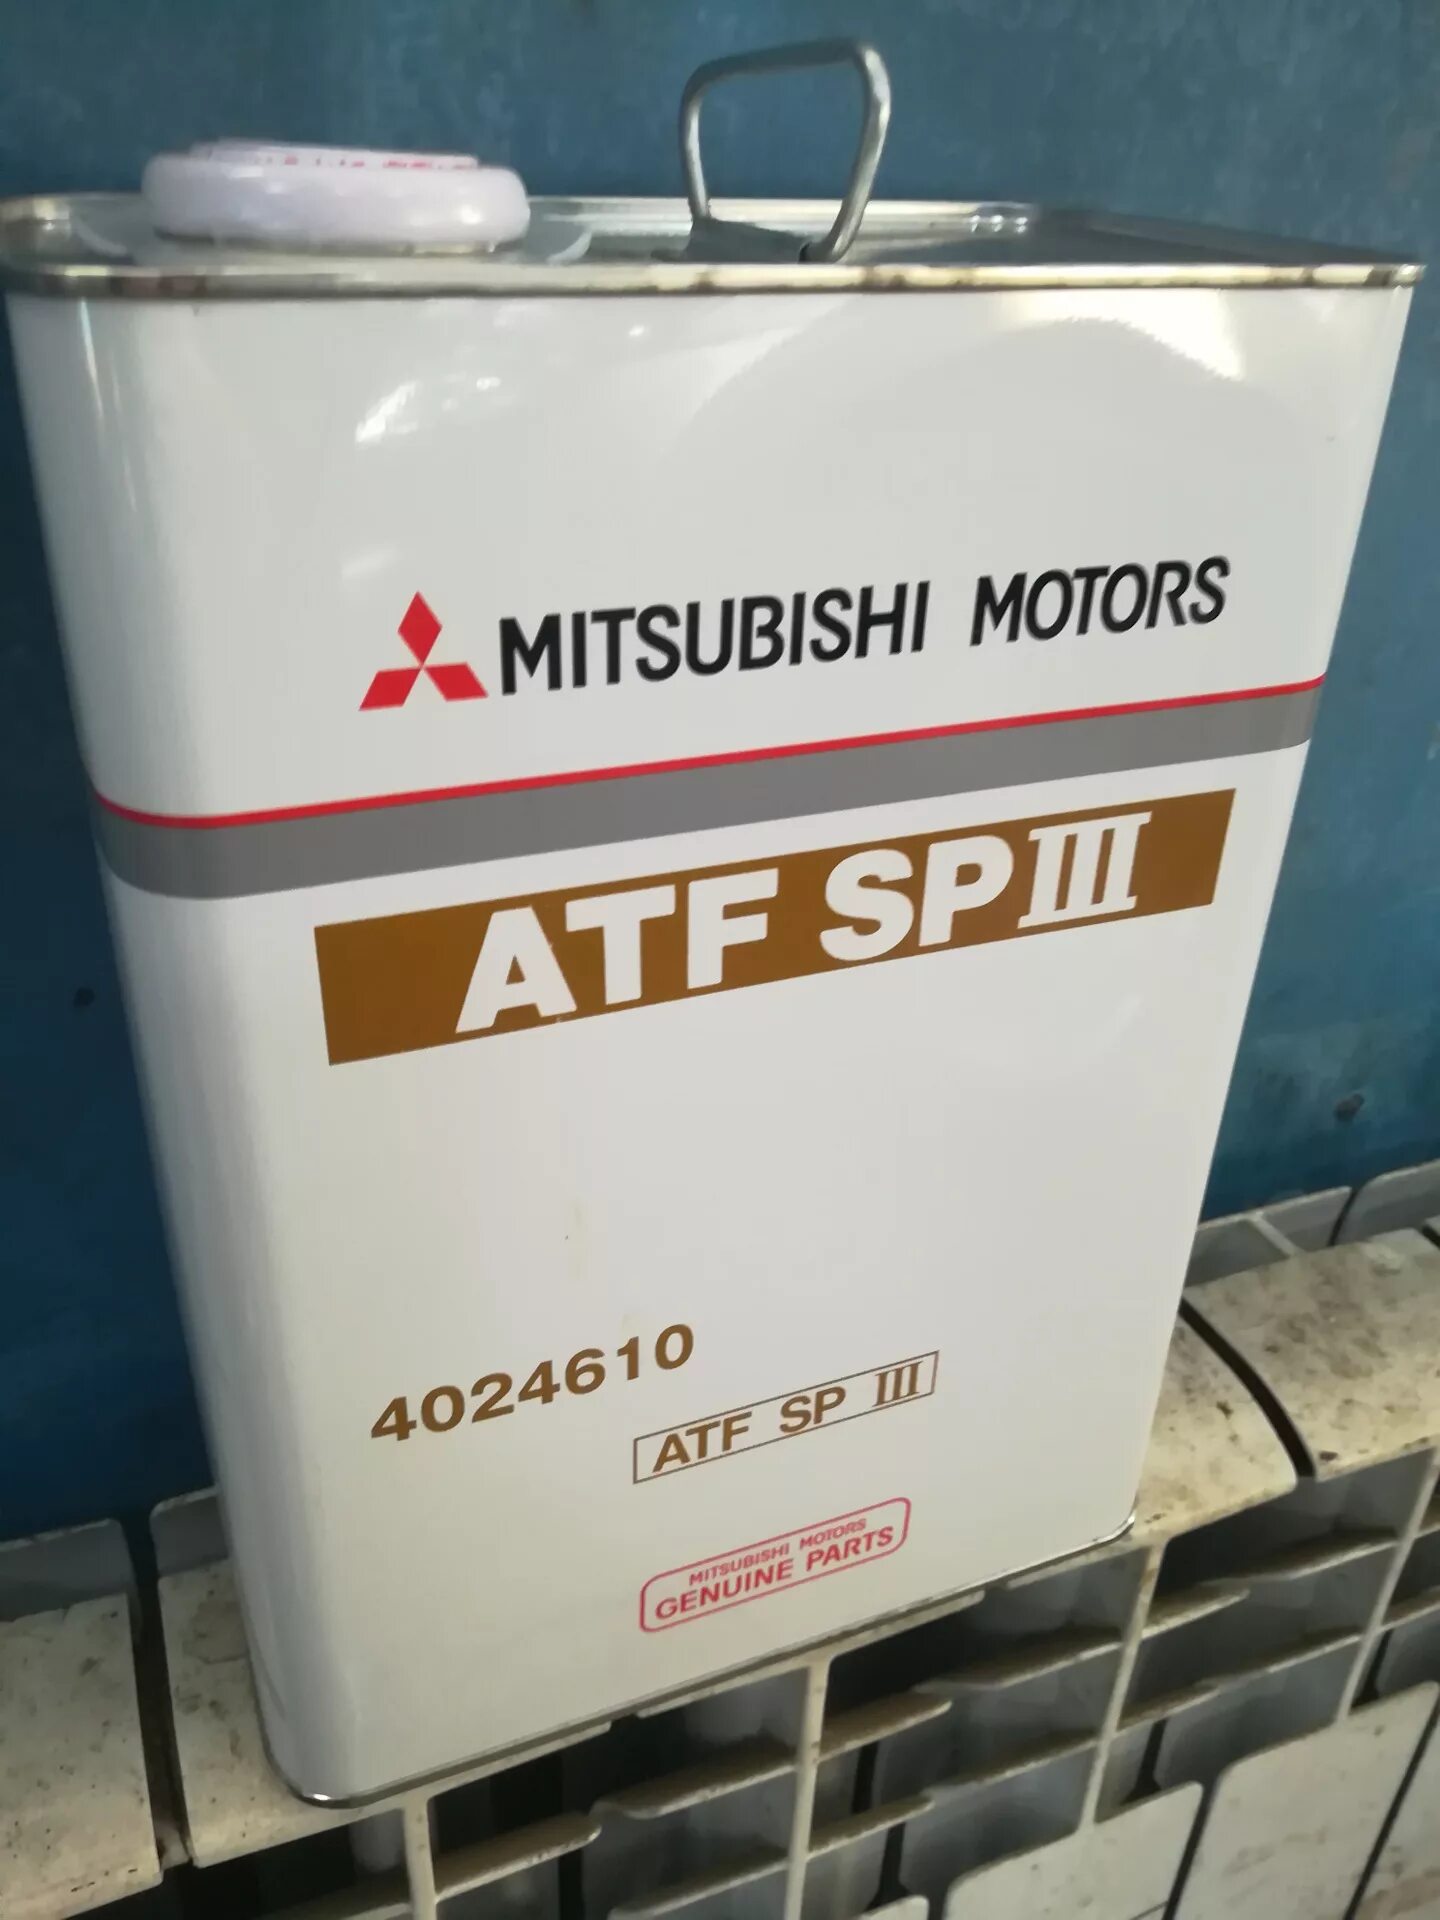 MITSUBISHI MOTORS
ATF SP III
4024610
ATF SP III
MITSUBISHI MOTORS
GENUINE PARTS